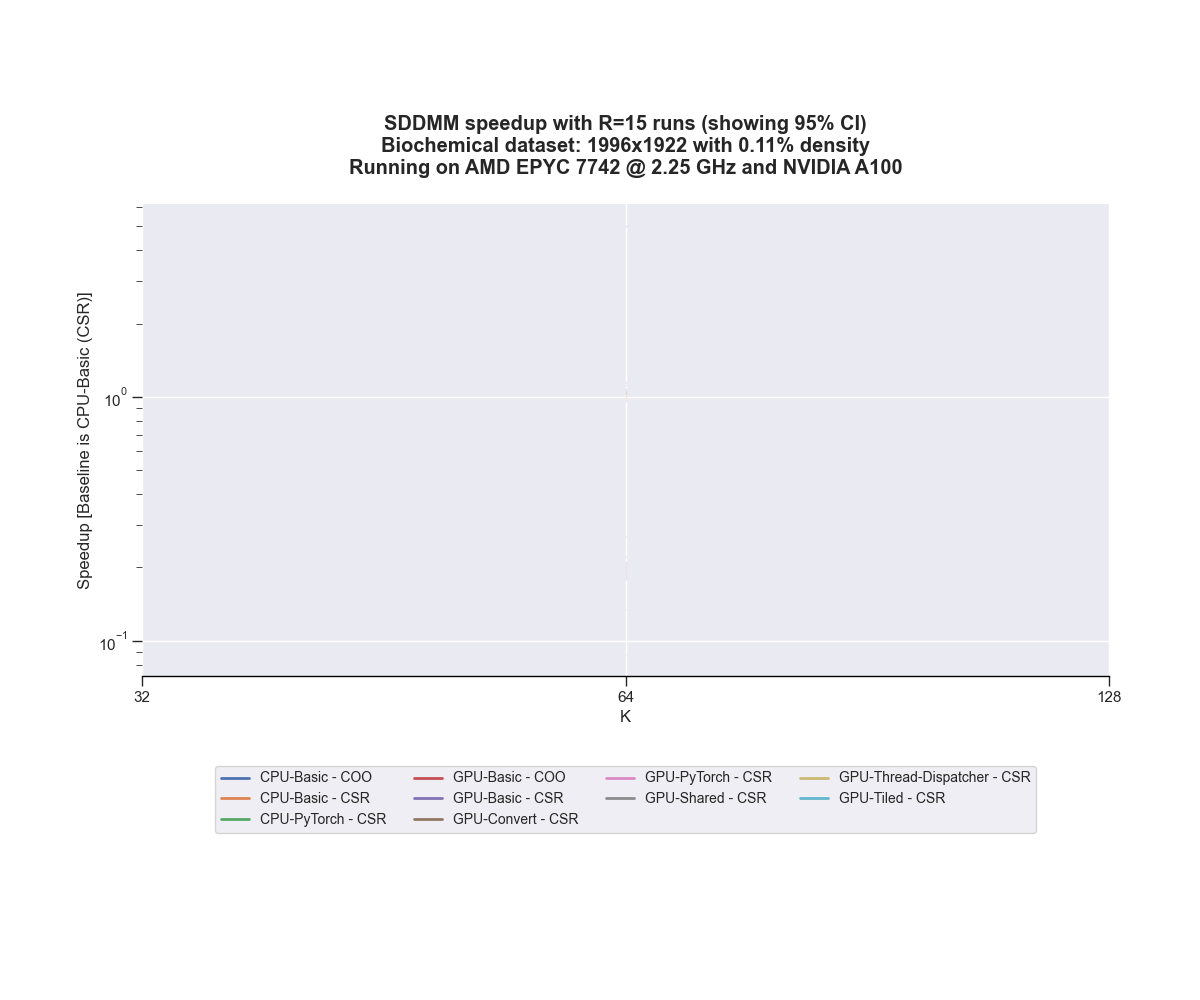 SDDMM speedup with R=15 runs (showing 95% CI)
Biochemical dataset: 1996x1922 with 0.11% density
Running on AMD EPYC 7742 @ 2.25 GHz and NVIDIA A100
Speedup [Baseline is CPU-Basic (CSR)]
10^0
10^−1
32 64 128
K
CPU-Basic - COO GPU-Basic - COO GPU-PyTorch - CSR GPU-Thread-Dispatcher - CSR
CPU-Basic - CSR GPU-Basic - CSR GPU-Shared - CSR GPU-Tiled - CSR
CPU-PyTorch - CSR GPU-Convert - CSR